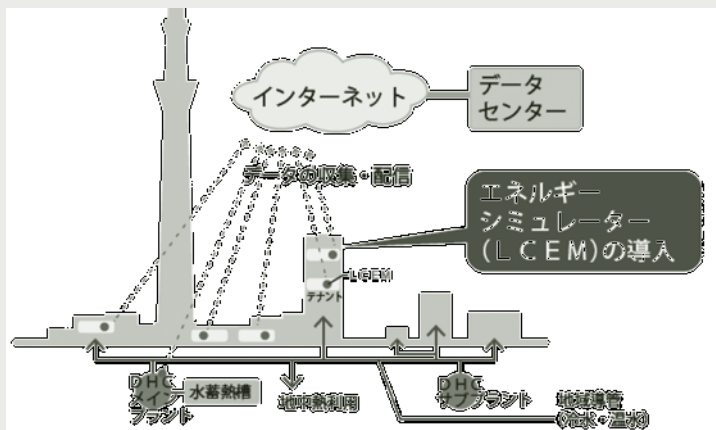 インターネット
データ
センター
データの収集・配信
エネルギー
シミュレーター
(LCEM)の導入
LCEM
テナント
DHC
メイン
プラント
水蓄熱槽
地中熱利用
DHC
サブプラント
地域導管
(冷水・温水)